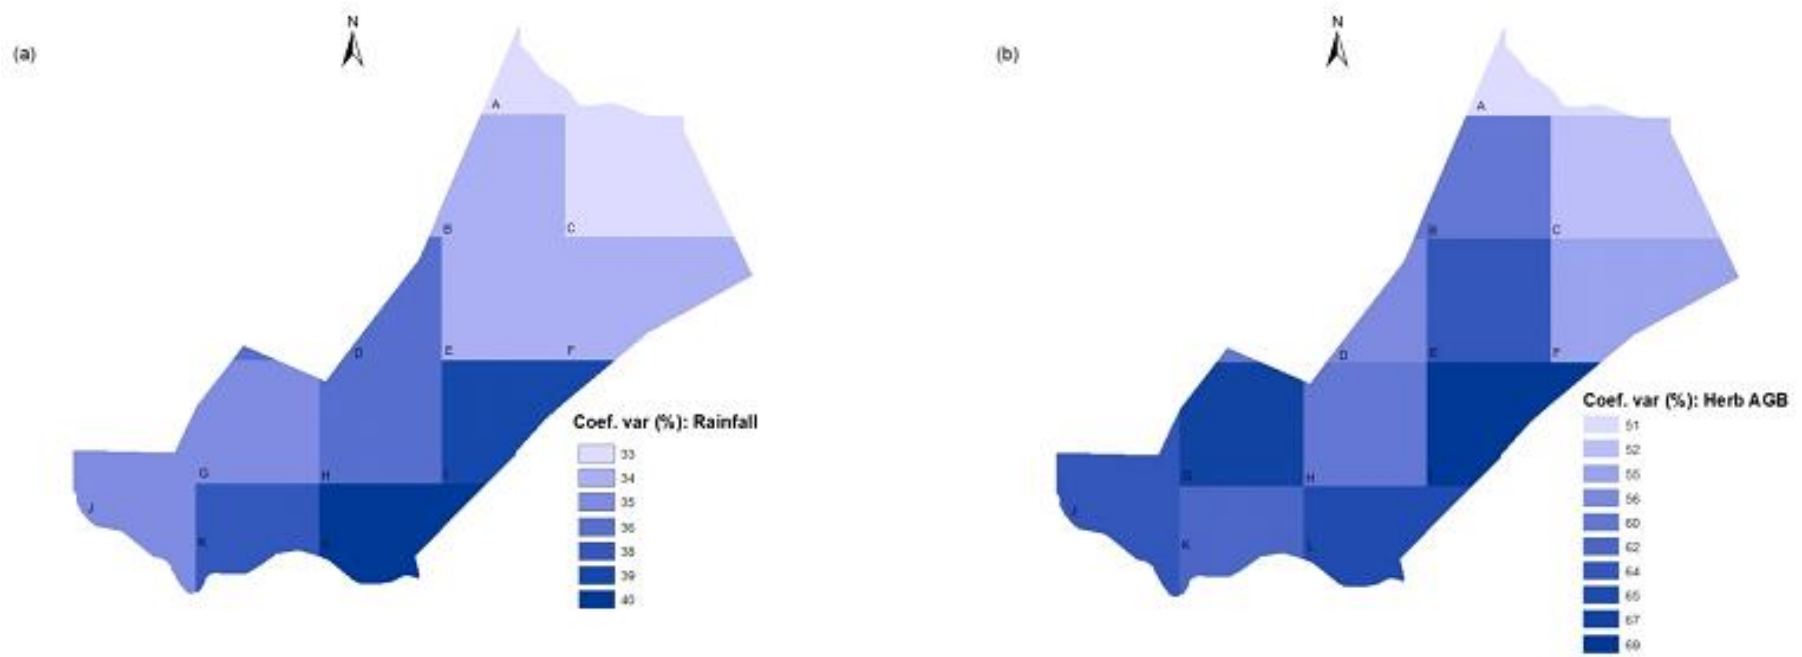 (a)
N
A
B
C
D
E
F
G
H
I
J
K
Coef. var (%): Rainfall
33
34
35
36
38
39
40
(b)
N
A
B
C
D
E
F
G
H
J
K
L
Coef. var (%): Herb AGB
51
52
55
56
60
62
64
65
67
69